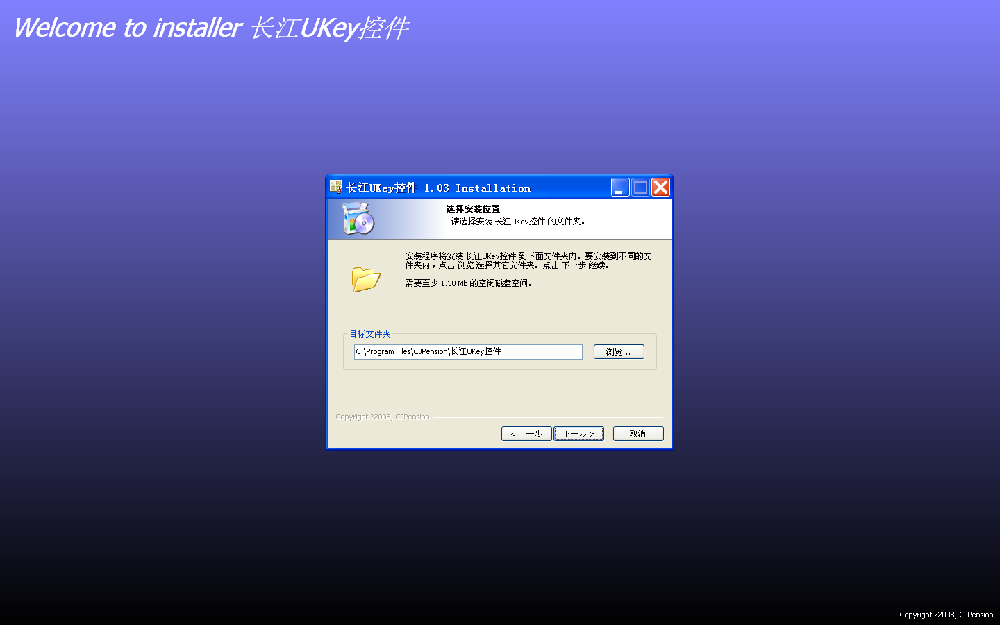 Welcome to installer 长江UKey控件
长江UKey控件 1.03 Installation
选择安装位置
请选择安装 长江UKey控件 的文件夹。
安装程序将安装 长江UKey控件 到下面文件夹内。要安装到不同的文
件夹内，点击 浏览 选择其它文件夹。点击 下一步 继续。
需要至少 1.30 Mb 的空闲磁盘空间。
目标文件夹
C:\Program Files\CJPension\长江UKey控件
浏览...
Copyright ?2008, CJPension
< 上一步
下一步 >
取消
Copyright ?2008, CJPension